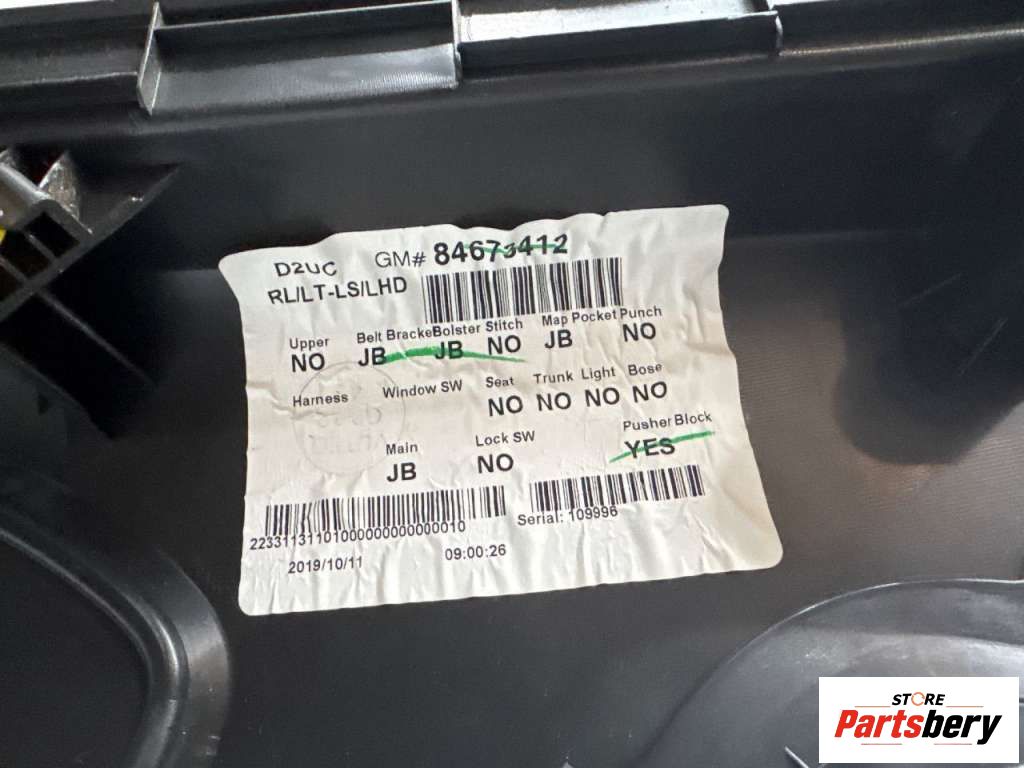 D2UC GM# 84673412
RL/LT-LS/LHD
Upper Belt Bracke Bolster Stitch Map Pocket Punch
NO JB JB NO JB NO
Harness Window SW Seat Trunk Light Bose
NO NO NO NO
Main Lock SW Pusher Block
JB NO YES
22331131101000000000000010
Serial: 109996
2019/10/11 09:00:26
STORE
Partsbery